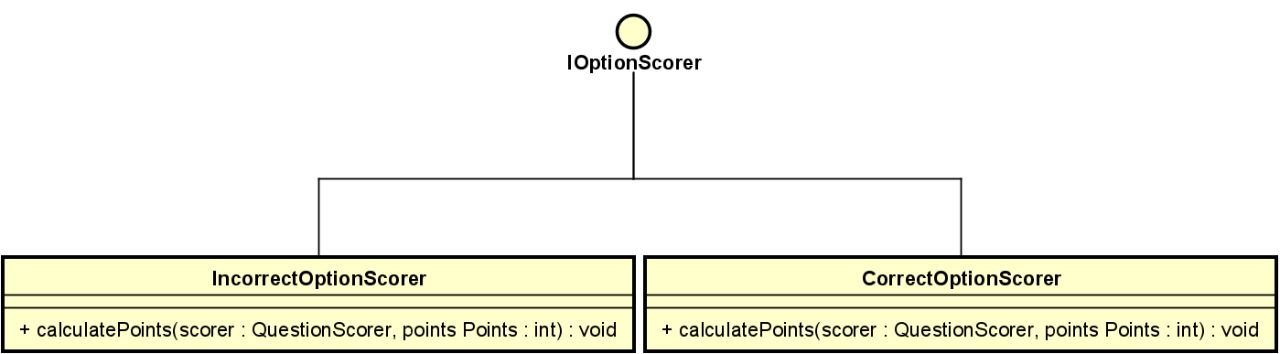 IOptionScorer
IncorrectOptionScorer
CorrectOptionScorer
+ calculatePoints(scorer : QuestionScorer, points Points : int) : void
+ calculatePoints(scorer : QuestionScorer, points Points : int) : void